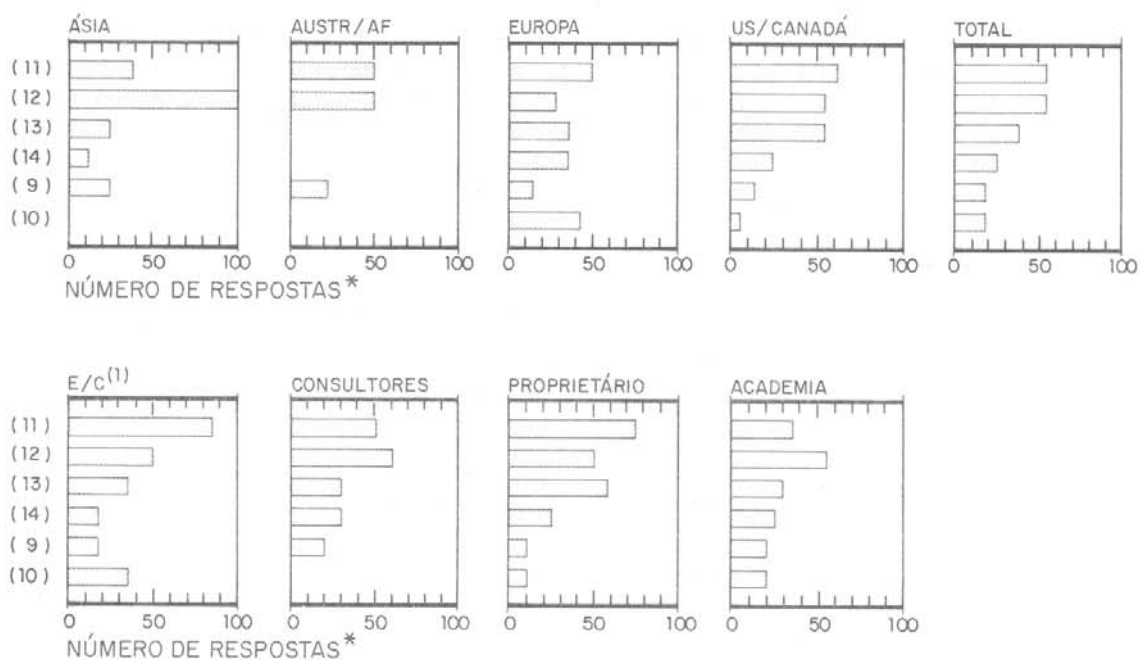 ÁSIA AUSTR/AF EUROPA US/CANADÁ TOTAL
(11)
(12)
(13)
(14)
(9)
(10)
0 50 100 0 50 100 0 50 100 0 50 100 0 50 100
NÚMERO DE RESPOSTAS*
E/C(1) CONSULTORES PROPRIETÁRIO ACADEMIA
(11)
(12)
(13)
(14)
(9)
(10)
0 50 100 0 50 100 0 50 100 0 50 100
NÚMERO DE RESPOSTAS*